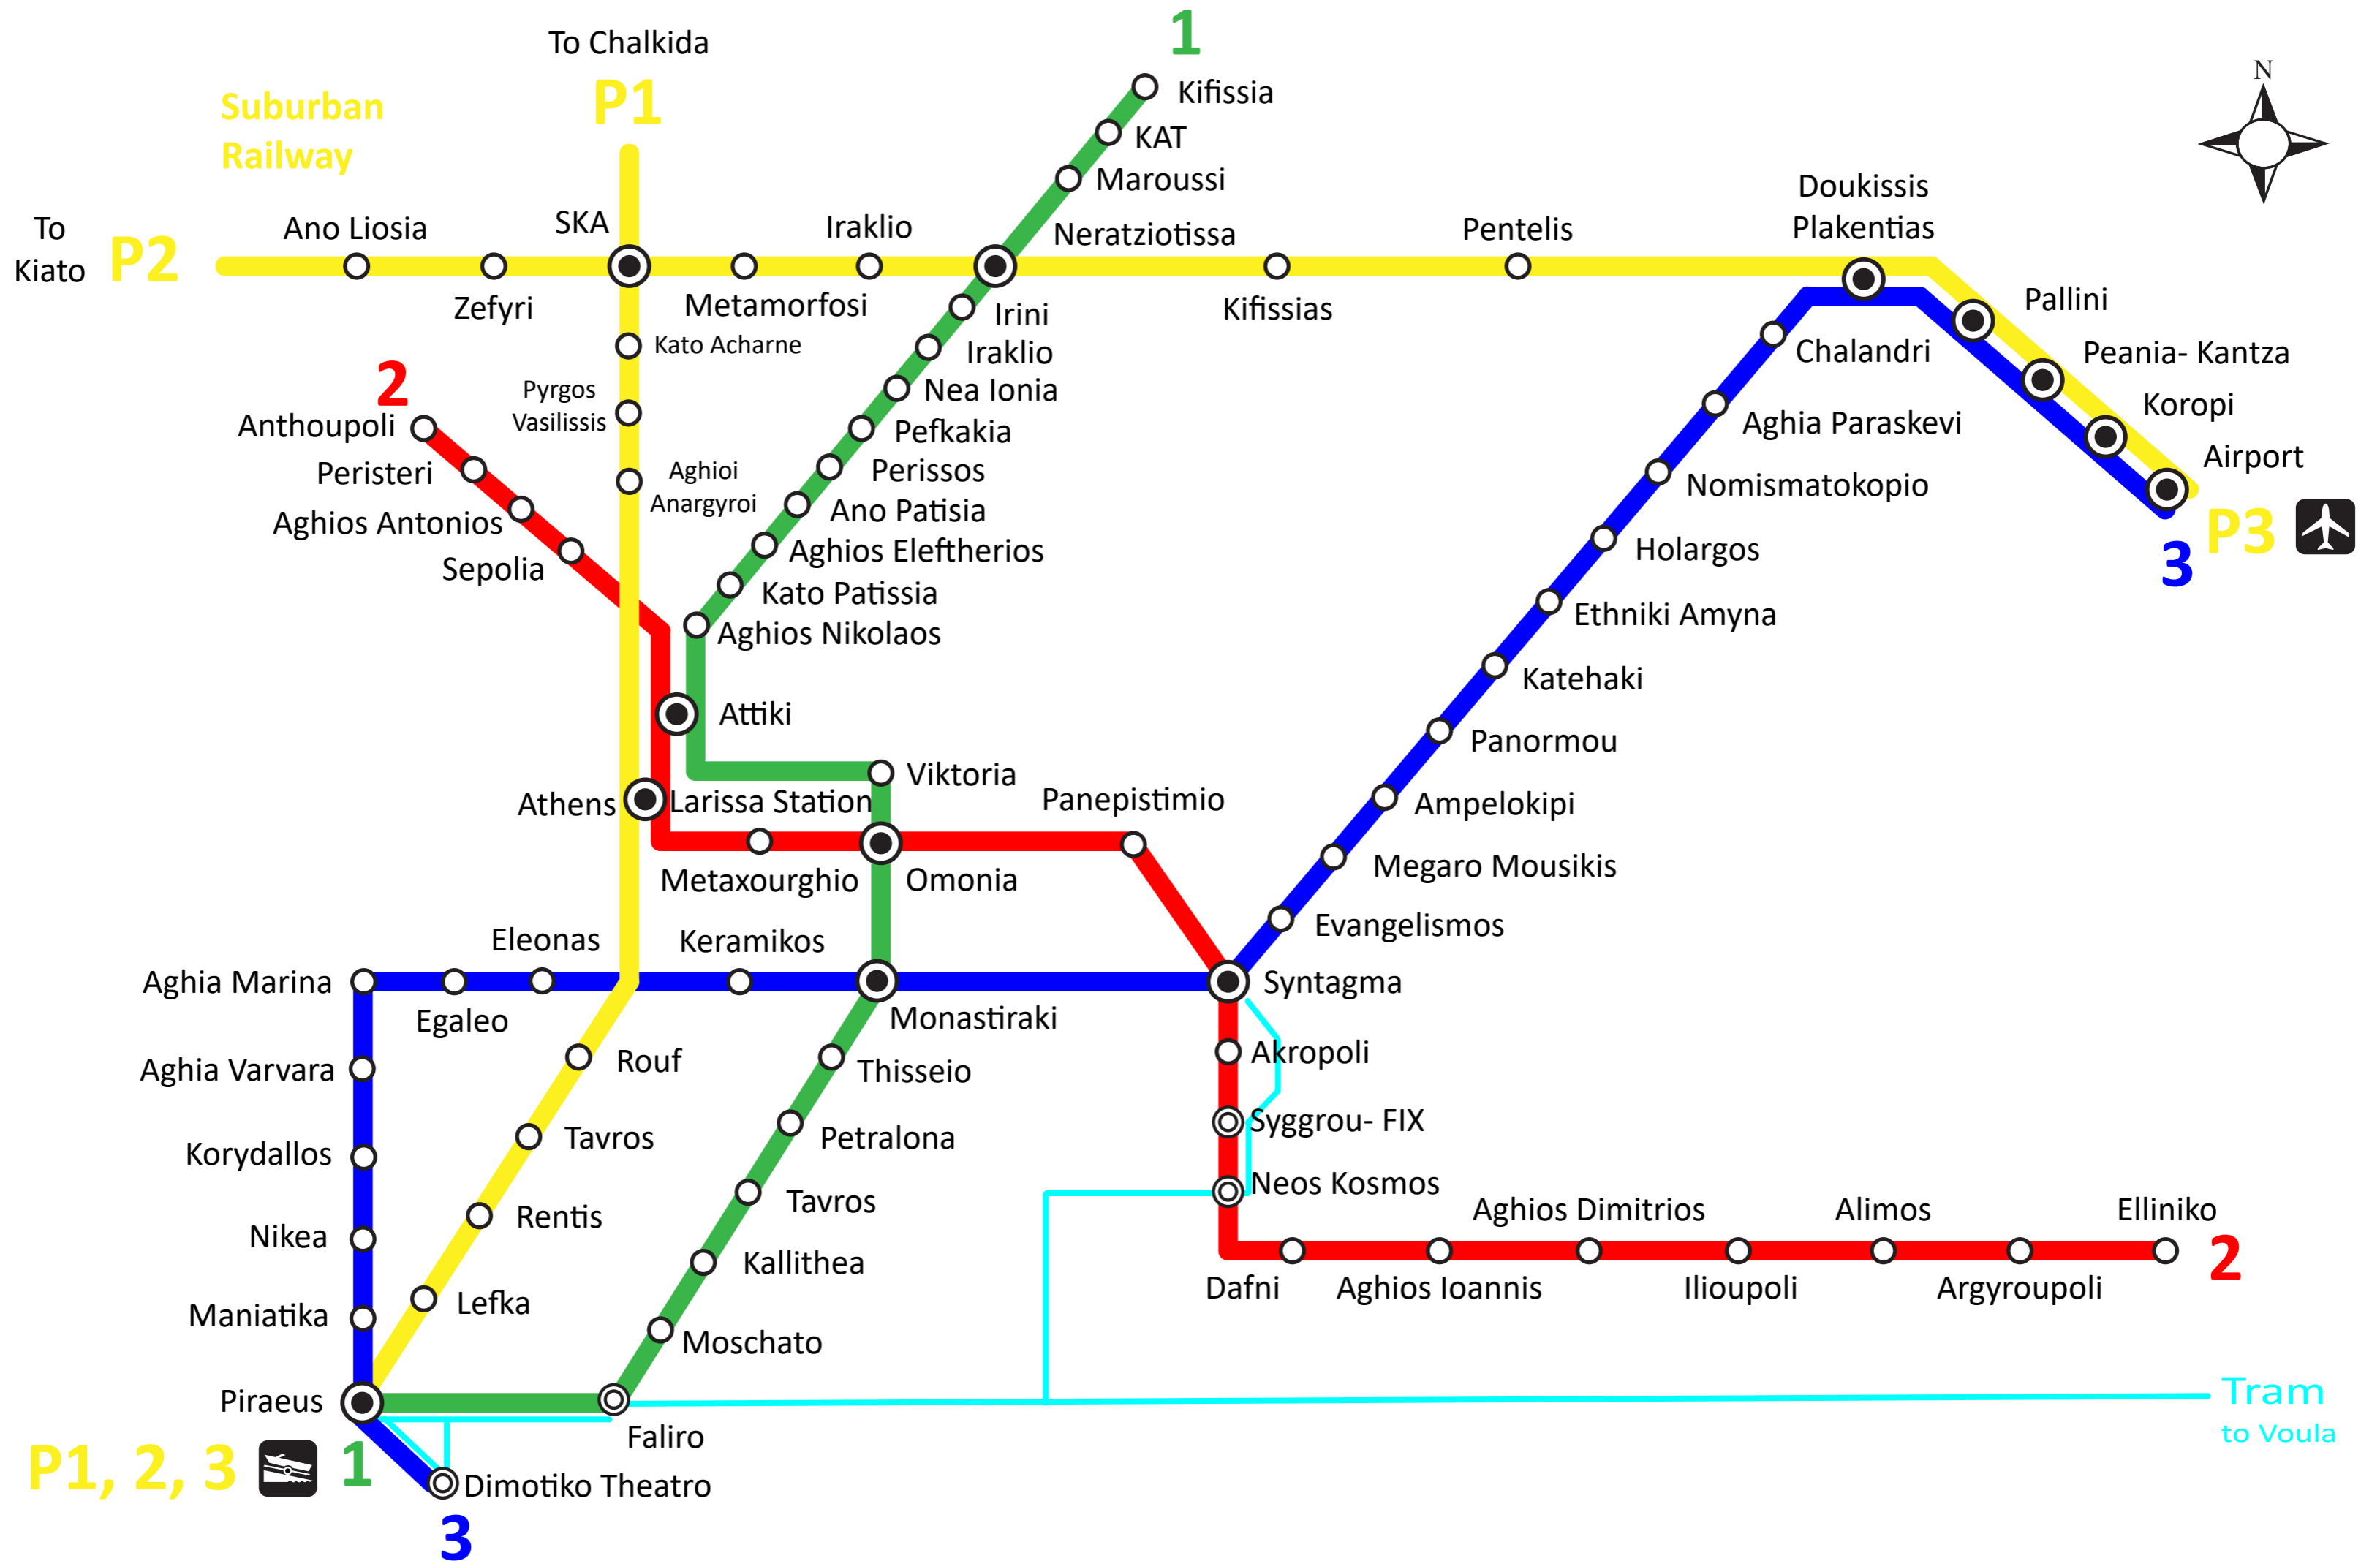 1
To Chalkida
N
Kifissia
P1
Suburban
Railway
KAT
Maroussi
Doukissis
Plakentias
To
Kiato
P2
Ano Liosia
SKA
Iraklio
Neratziotissa
Pentelis
Zefyri
Metamorfosi
Irini
Kifissias
Pallini
Kato Acharne
Iraklio
Chalandri
Peania- Kantza
2
Pyrgos
Vasilissis
Nea Ionia
Koropi
Anthoupoli
Pefkakia
Aghia Paraskevi
Airport
Peristeri
Aghioi
Anargyroi
Perissos
Nomismatokopio
Aghios Antonios
Ano Patisia
P3
Sepolia
Aghios Eleftherios
Holargos
3
Kato Patissia
Ethniki Amyna
Aghios Nikolaos
Katehaki
Attiki
Panormou
Viktoria
Athens
Larissa Station
Panepistimio
Ampelokipi
Metaxourghio
Omonia
Megaro Mousikis
Eleonas
Keramikos
Evangelismos
Aghia Marina
Syntagma
Egaleo
Monastiraki
Aghia Varvara
Rouf
Thisseio
Akropoli
Korydallos
Tavros
Petralona
Syggrou- FIX
Neos Kosmos
Nikea
Rentis
Tavros
Aghios Dimitrios
Alimos
Elliniko
2
Kallithea
Dafni
Aghios Ioannis
Ilioupoli
Argyroupoli
Maniatika
Lefka
Moschato
Piraeus
Tram
to Voula
Faliro
P1, 2, 3
1
Dimotiko Theatro
3